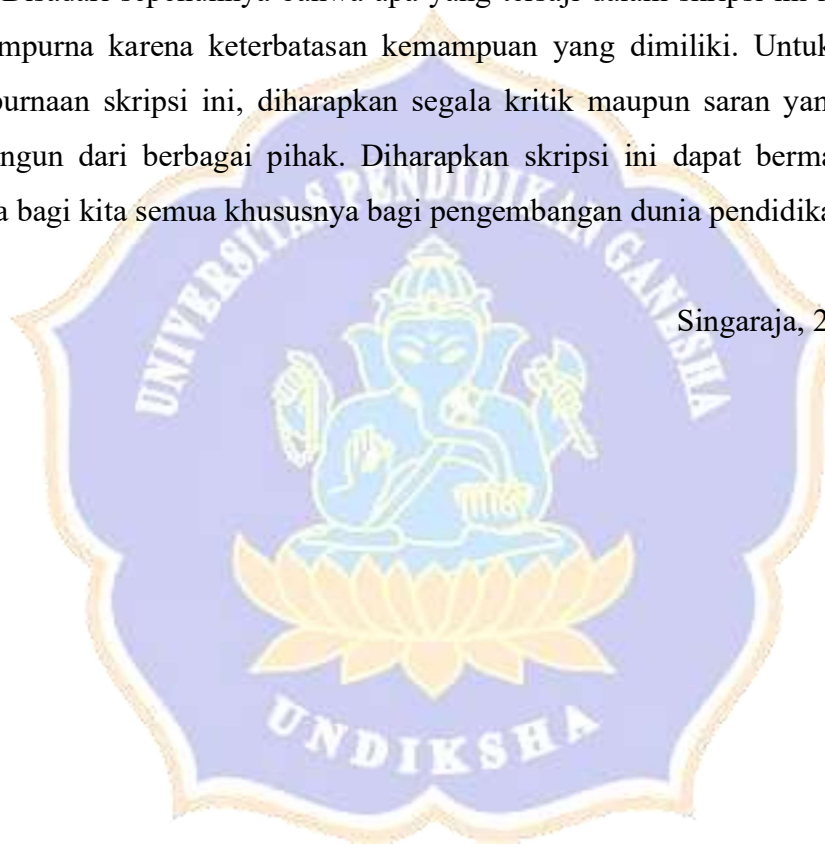 mpurna karena keterbatasan kemampuan yang dimiliki. Untuk
purnaan skripsi ini, diharapkan segala kritik maupun saran yan
ngun dari berbagai pihak. Diharapkan skripsi ini dapat berma
a bagi kita semua khususnya bagi pengembangan dunia pendidika
UNIVERSITAS PENDIDIKAN GANESHA
Singaraja, 2
UNDIKSHA